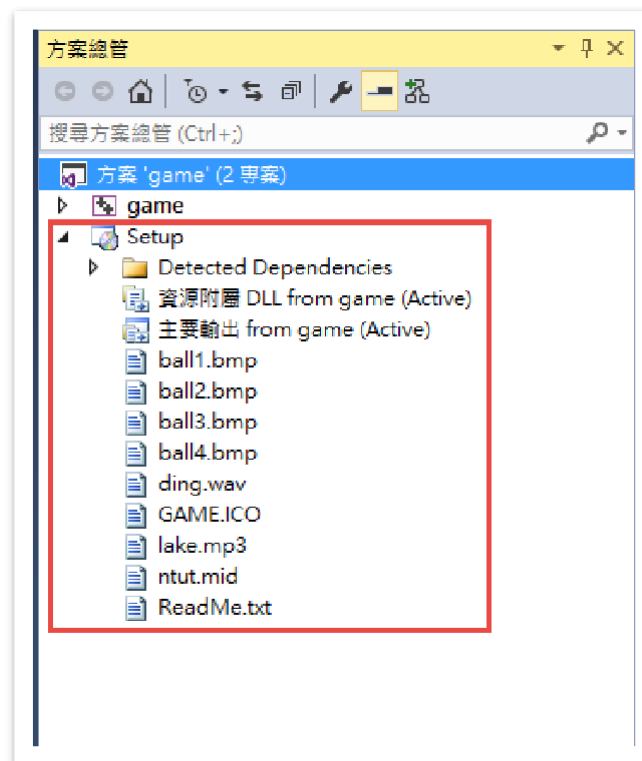 方案總管
搜尋方案總管 (Ctrl+;)
方案 'game' (2 專案)
game
Setup
Detected Dependencies
資源附屬 DLL from game (Active)
主要輸出 from game (Active)
ball1.bmp
ball2.bmp
ball3.bmp
ball4.bmp
ding.wav
GAME.ICO
lake.mp3
ntut.mid
ReadMe.txt